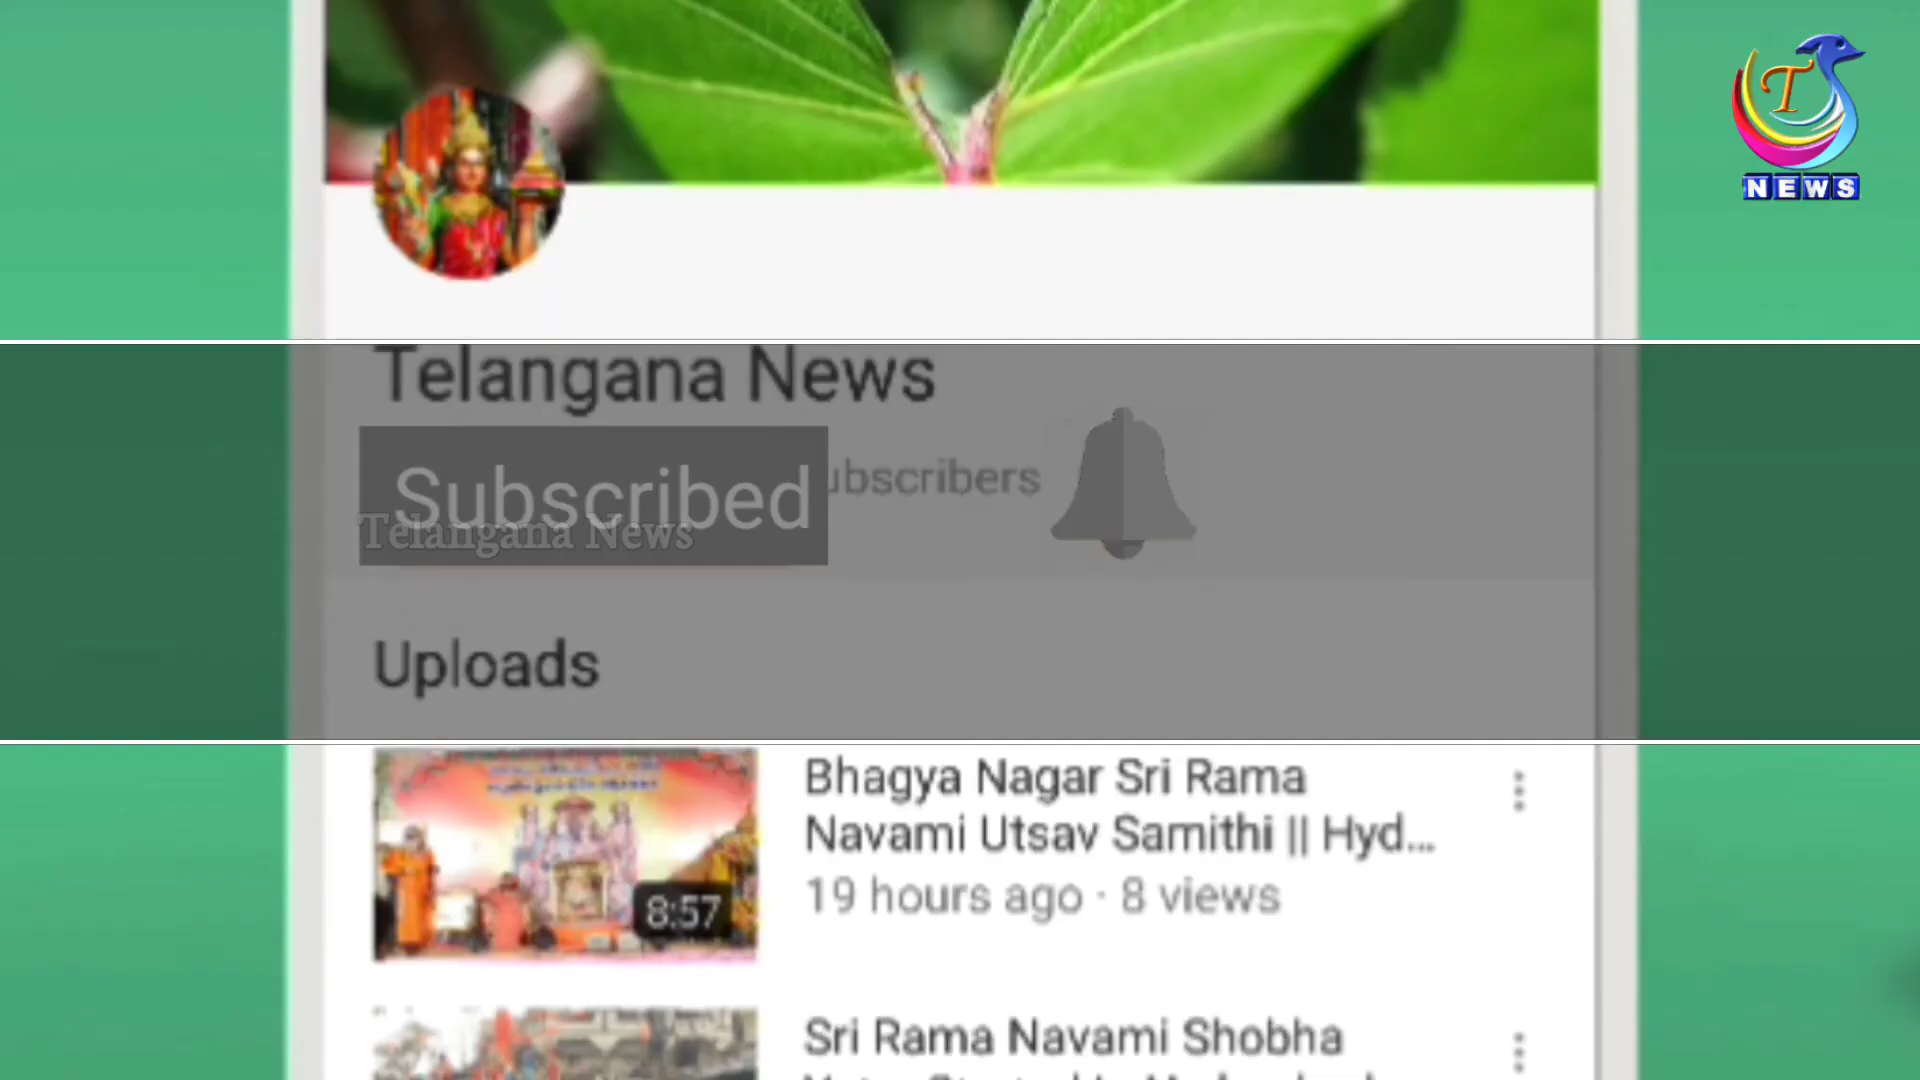 T
NEWS
Telangana News
Subscribed
ubscribers
Telangana News
Uploads
Bhagya Nagar Sri Rama
Navami Utsav Samithi || Hyd...
19 hours ago · 8 views
8:57
Sri Rama Navami Shobha